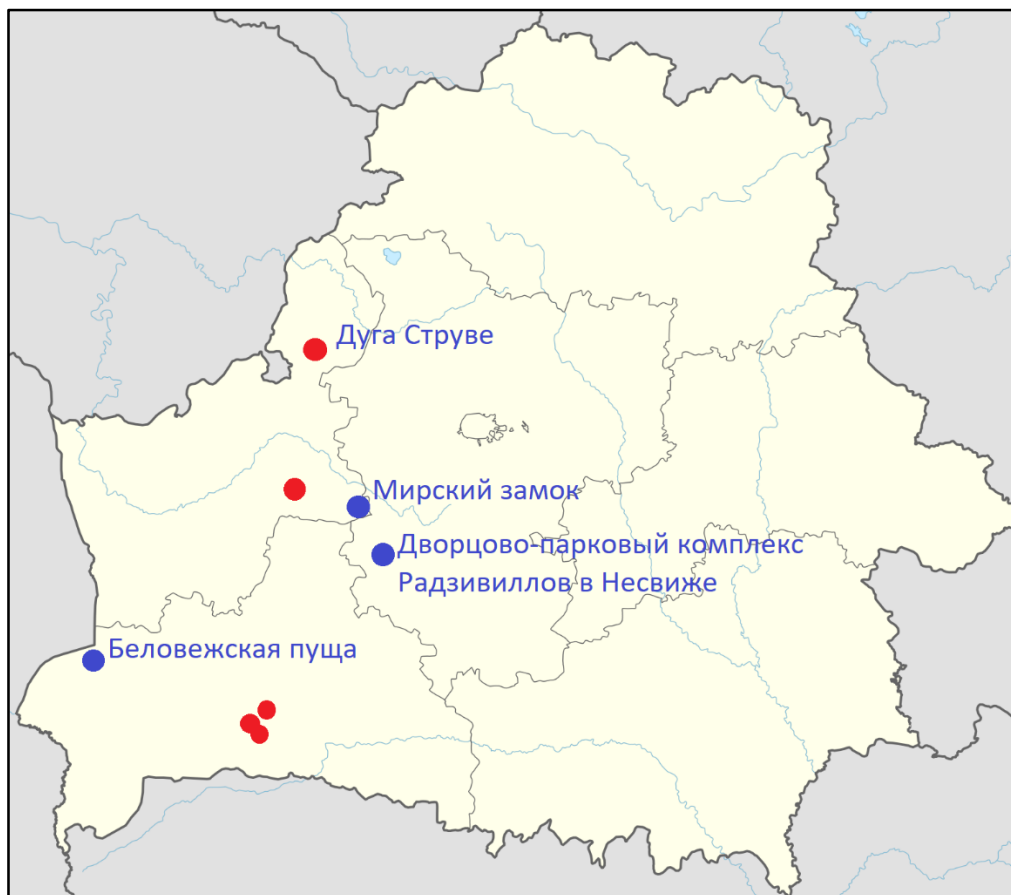 Дуга Струве
Мирский замок
Дворцово-парковый комплекс
Радзивиллов в Несвиже
Беловежская пуща